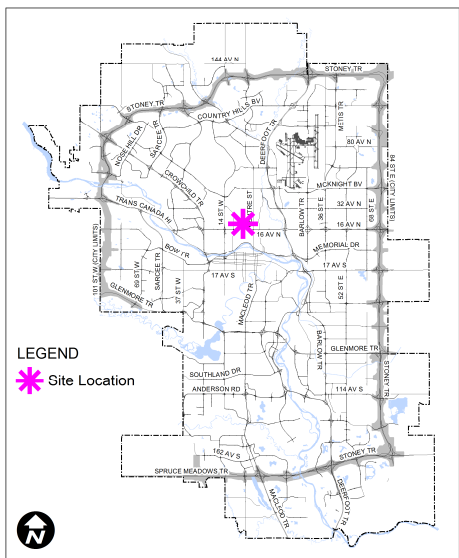 144 AV N
STONEY TR
STONEY TR
COUNTRY HILLS BV
METIS TR
NOSE HILL DR
SARCEE TR
DEERFOOT TR
80 AV N
CROWCHILD TR
MCKNIGHT BV
84 ST E (CITY LIMITS)
TRANS CANADA HI
14 ST W
BARLOW TR
36 ST E
32 AV N
68 ST E
16 AV N
16 AV N
101 ST W (CITY LIMITS)
BOW TR
MEMORIAL DR
69 ST W
SARCEE TR
17 AV S
17 AV S
37 ST W
52 ST E
GLENMORE TR
MACLEOD TR
BARLOW TR
LEGEND
GLENMORE TR
Site Location
SOUTHLAND DR
STONEY TR
ANDERSON RD
114 AV S
162 AV S
STONEY TR
SPRUCE MEADOWS TR
MACLEOD TR
DEERFOOT TR
N